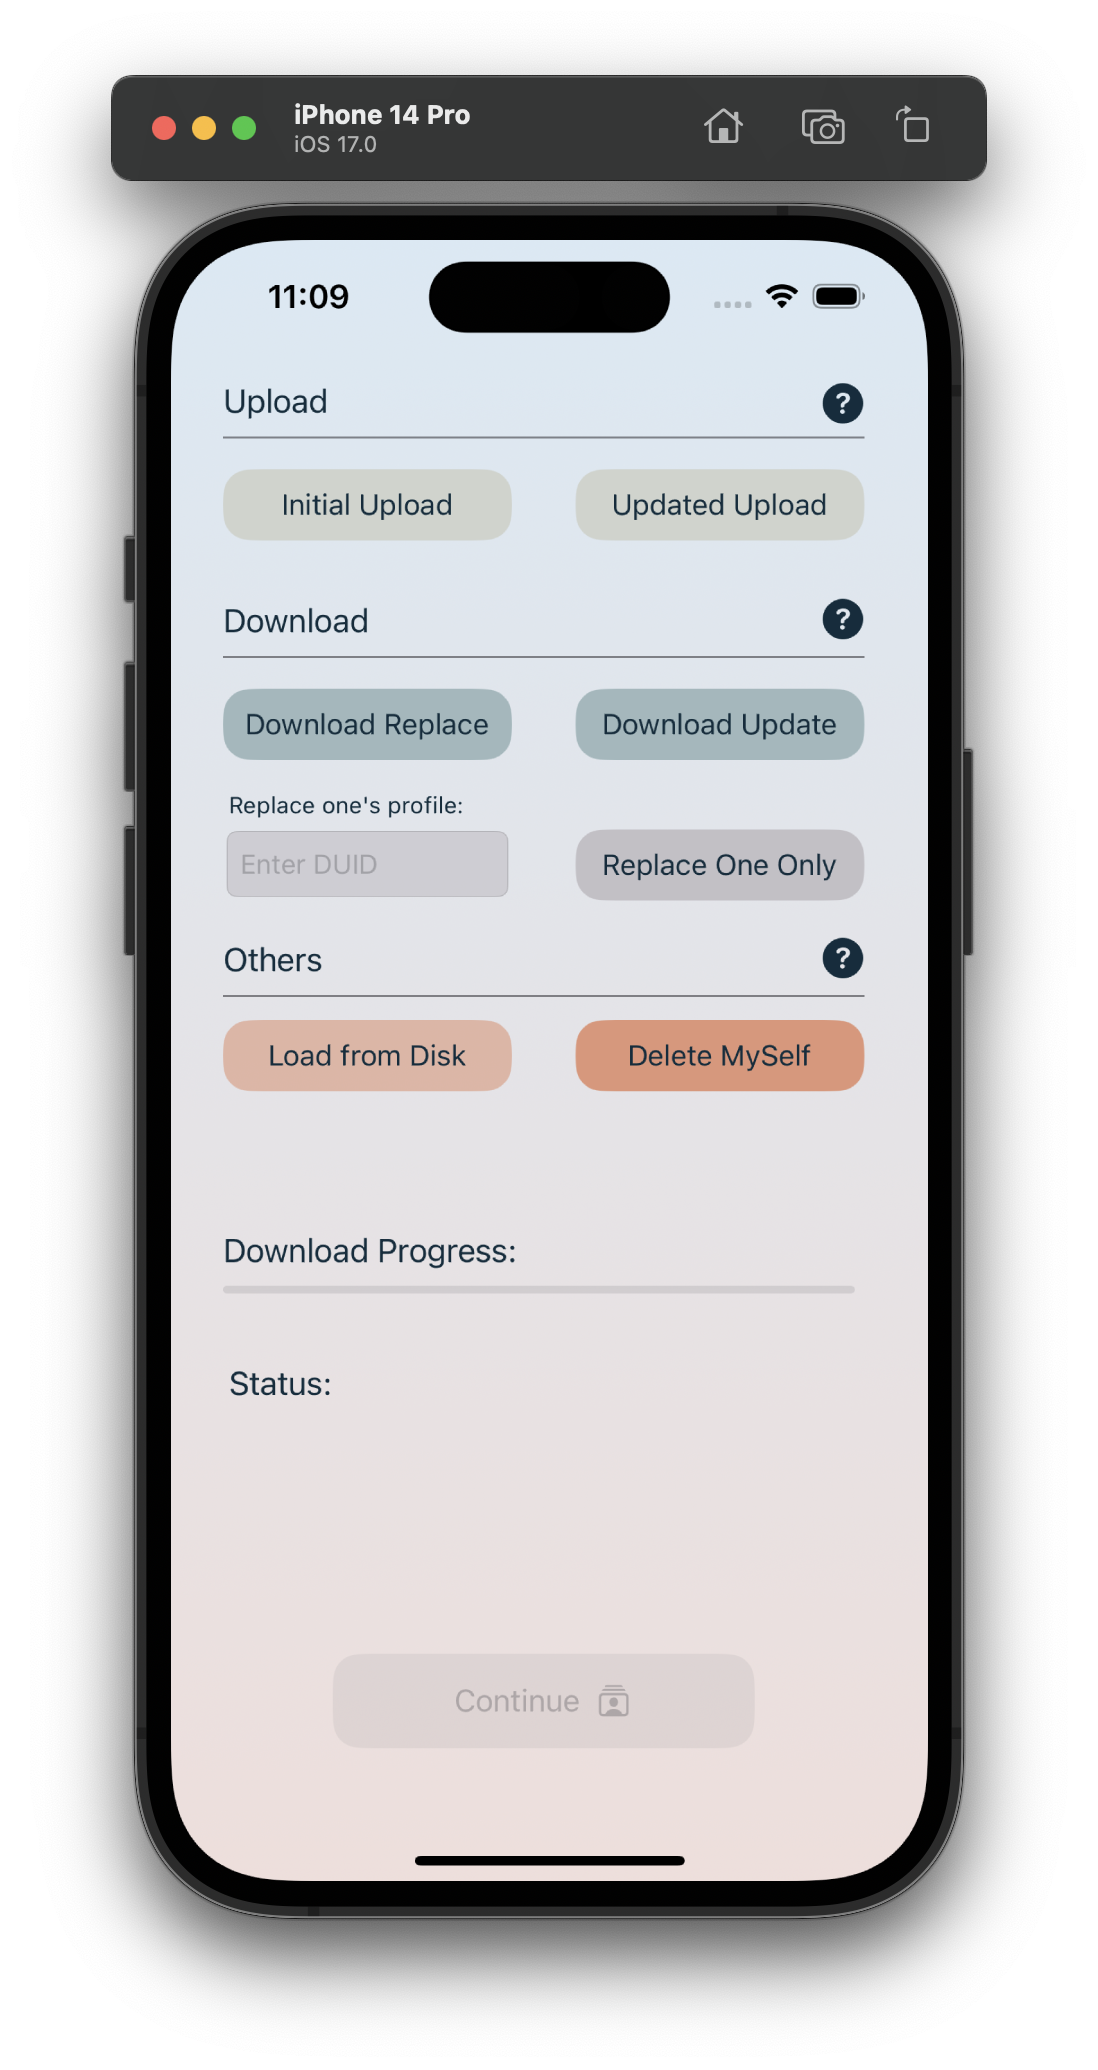 iPhone 14 Pro
iOS 17.0
11:09
Upload
?
Initial Upload
Updated Upload
Download
?
Download Replace
Download Update
Replace one's profile:
Enter DUID
Replace One Only
Others
?
Load from Disk
Delete MySelf
Download Progress:
Status:
Continue